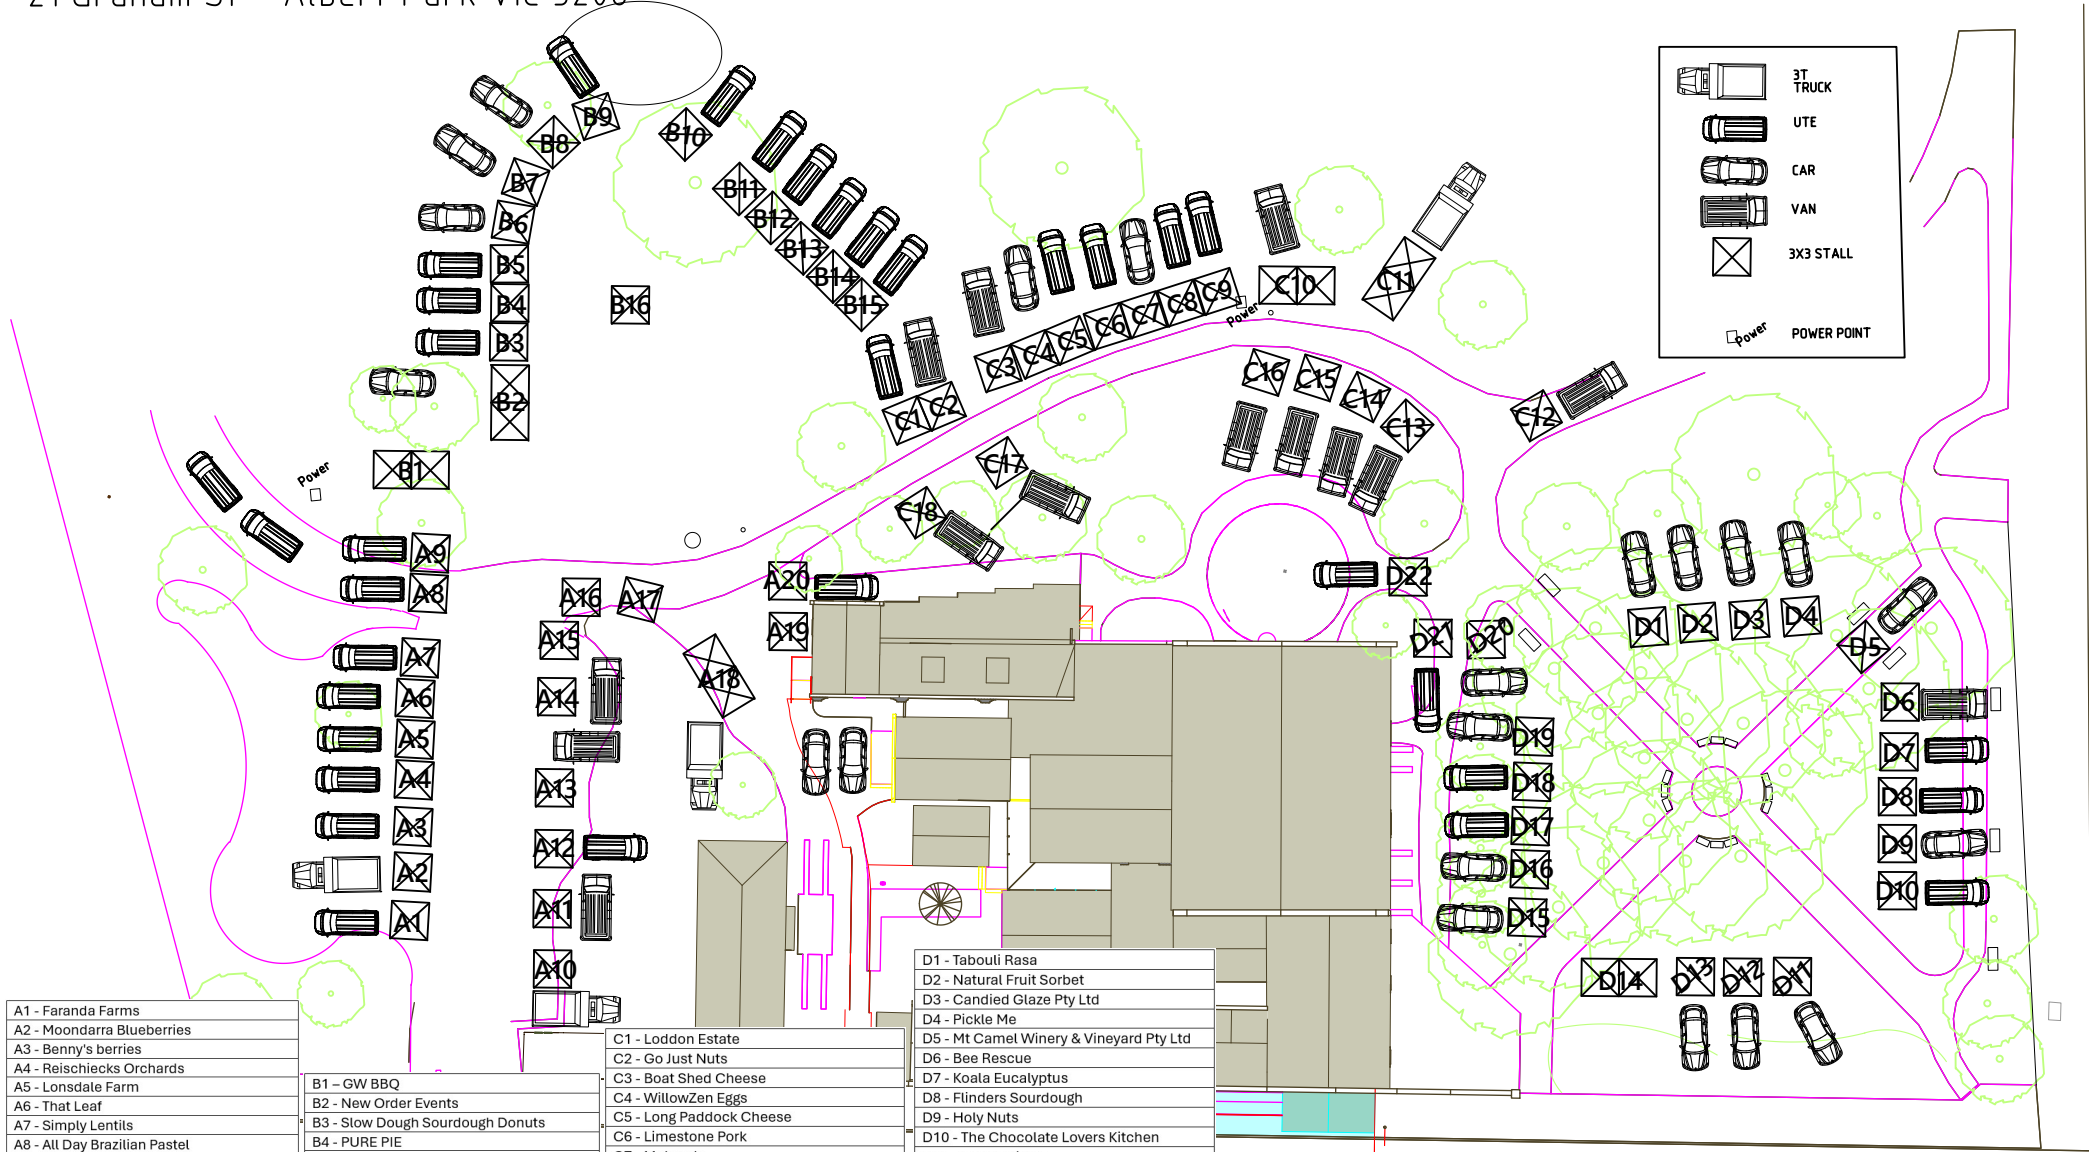 3T
TRUCK
UTE
CAR
VAN
3X3 STALL
Power
POWER POINT
B9
B8
B10
B7
B11
B6
B12
B13
B5
B14
B4
B15
B16
B3
B2
B1
Power
C10
C11
C9
C8
C7
C6
C5
C4
C3
Power
C2
C1
C16
C15
C14
C13
C12
C17
C18
A9
A8
A7
A6
A5
A4
A3
A2
A1
A16
A17
A15
A14
A13
A12
A11
A10
A18
A20
A19
D22
D21
D20
D19
D18
D17
D16
D15
D1
D2
D3
D4
D5
D6
D7
D8
D9
D10
D14
D13
D12
D11
A1 - Faranda Farms
A2 - Moondarra Blueberries
A3 - Benny's berries
A4 - Reischiecks Orchards
A5 - Lonsdale Farm
A6 - That Leaf
A7 - Simply Lentils
A8 - All Day Brazilian Pastel
B1 – GW BBQ
B2 - New Order Events
B3 - Slow Dough Sourdough Donuts
B4 - PURE PIE
C1 - Loddon Estate
C2 - Go Just Nuts
C3 - Boat Shed Cheese
C4 - WillowZen Eggs
C5 - Long Paddock Cheese
C6 - Limestone Pork
D1 - Tabouli Rasa
D2 - Natural Fruit Sorbet
D3 - Candied Glaze Pty Ltd
D4 - Pickle Me
D5 - Mt Camel Winery & Vineyard Pty Ltd
D6 - Bee Rescue
D7 - Koala Eucalyptus
D8 - Flinders Sourdough
D9 - Holy Nuts
D10 - The Chocolate Lovers Kitchen